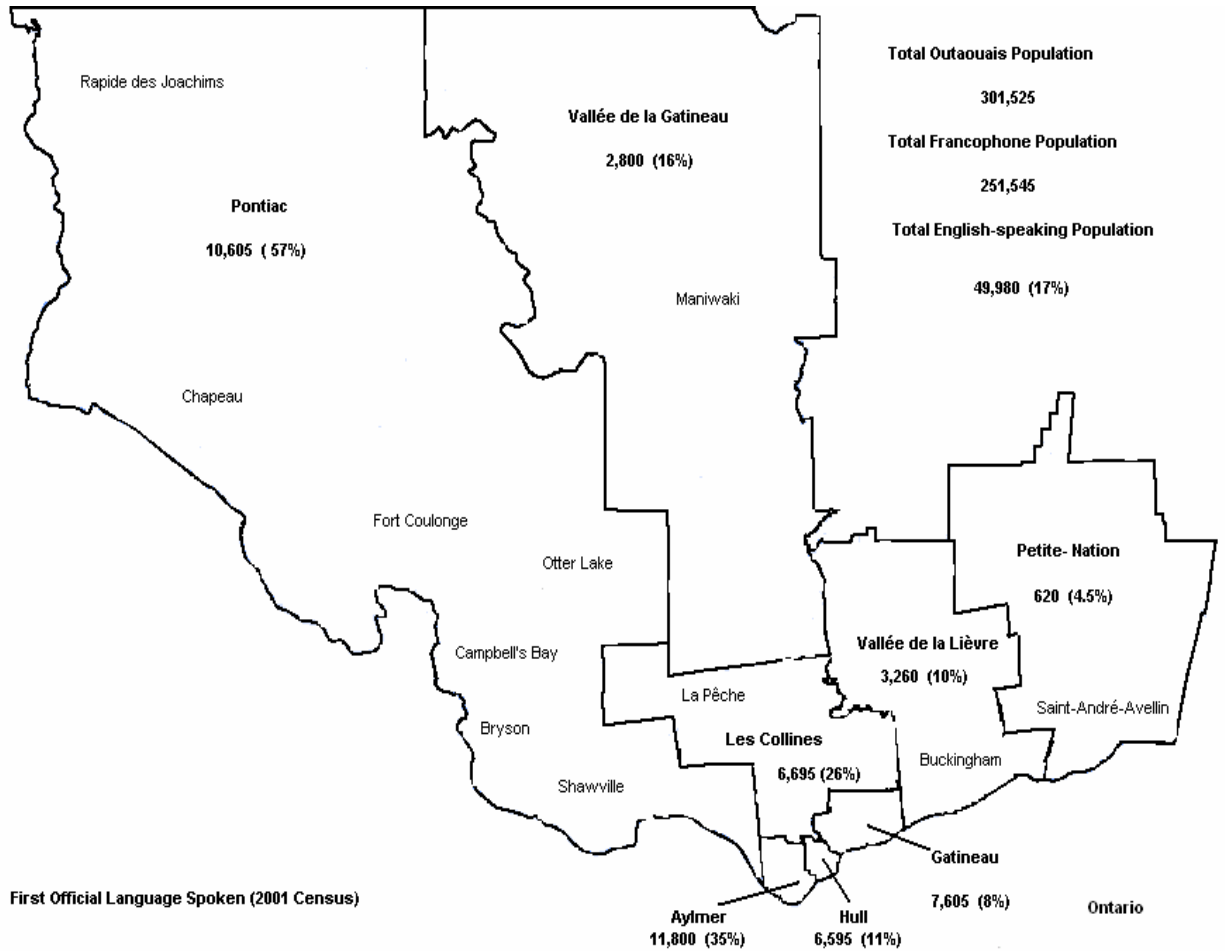 Total Outaouais Population
301,525
Total Francophone Population
251,545
Total English-speaking Population
49,980 (17%)
Rapide des Joachims
Vallée de la Gatineau
2,800 (16%)
Pontiac
10,605 ( 57%)
Maniwaki
Chapeau
Fort Coulonge
Otter Lake
Petite- Nation
620 (4.5%)
Campbell's Bay
Vallée de la Lièvre
3,260 (10%)
La Pêche
Saint-André-Avellin
Bryson
Les Collines
6,695 (26%)
Buckingham
Shawville
Gatineau
7,605 (8%)
First Official Language Spoken (2001 Census)
Ontario
Aylmer
11,800 (35%)
Hull
6,595 (11%)